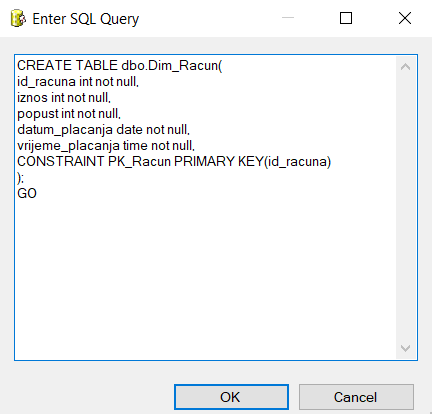 Enter SQL Query
CREATE TABLE dbo.Dim_Racun(
id_racuna int not null,
iznos int not null,
popust int not null,
datum_placanja date not null,
vrijeme_placanja time not null,
CONSTRAINT PK_Racun PRIMARY KEY(id_racuna)
);
GO
OK
Cancel